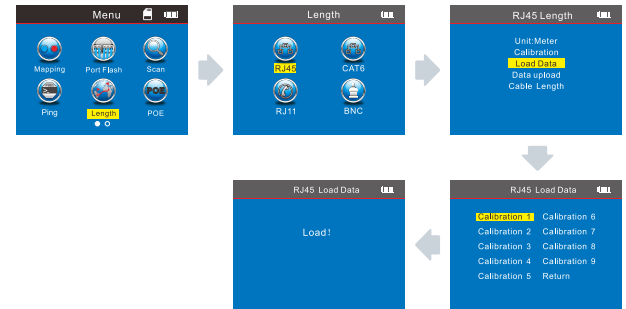 Menu
Mapping Port Flash Scan
POE
Ping Length POE
Length
RJ45 CAT6
RJ11 BNC
RJ45 Length
Unit:Meter
Calibration
Load Data
Data upload
Cable Length
RJ45 Load Data
Calibration 1 Calibration 6
Calibration 2 Calibration 7
Calibration 3 Calibration 8
Calibration 4 Calibration 9
Calibration 5 Return
RJ45 Load Data
Load!